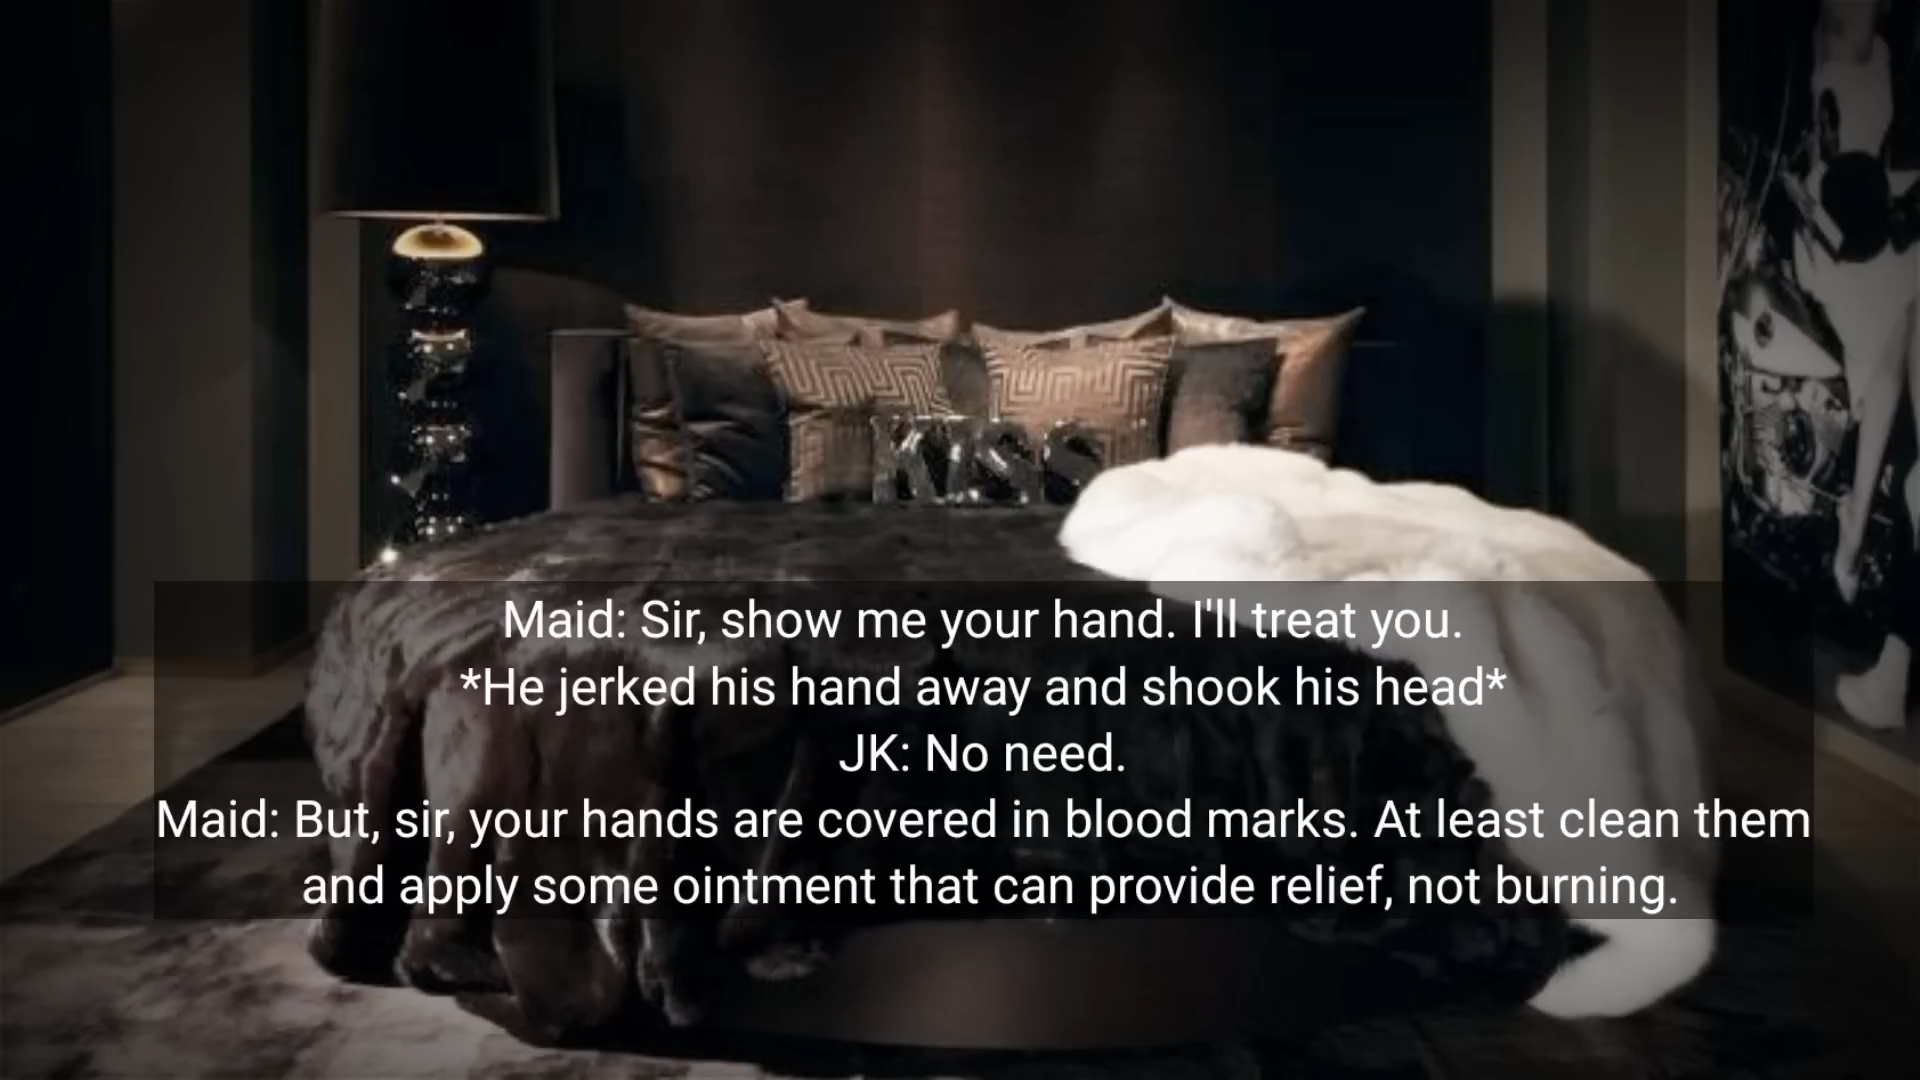 KISS
Maid: Sir, show me your hand. I'll treat you.
*He jerked his hand away and shook his head*
JK: No need.
Maid: But, sir, your hands are covered in blood marks. At least clean them
and apply some ointment that can provide relief, not burning.